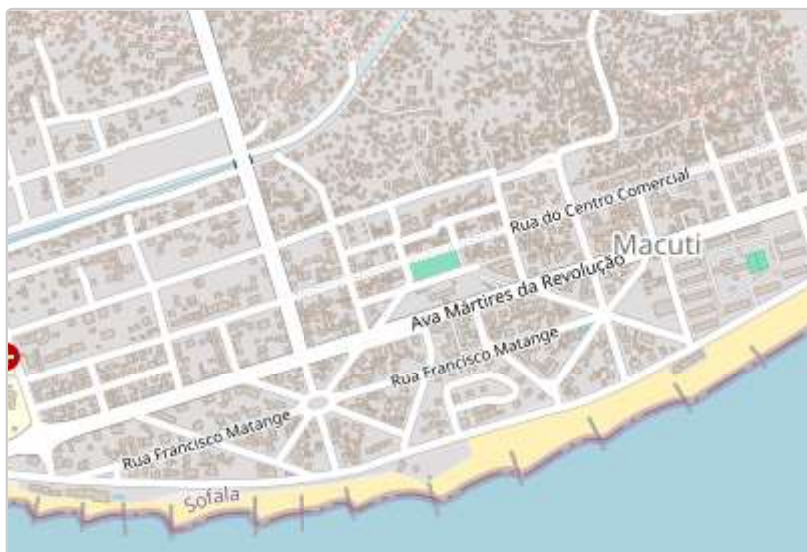 Rua do Centro Comercial
Macuti
Ava Mártires da Revolução
Rua Francisco Matange
Rua Francisco Matange
Sofala